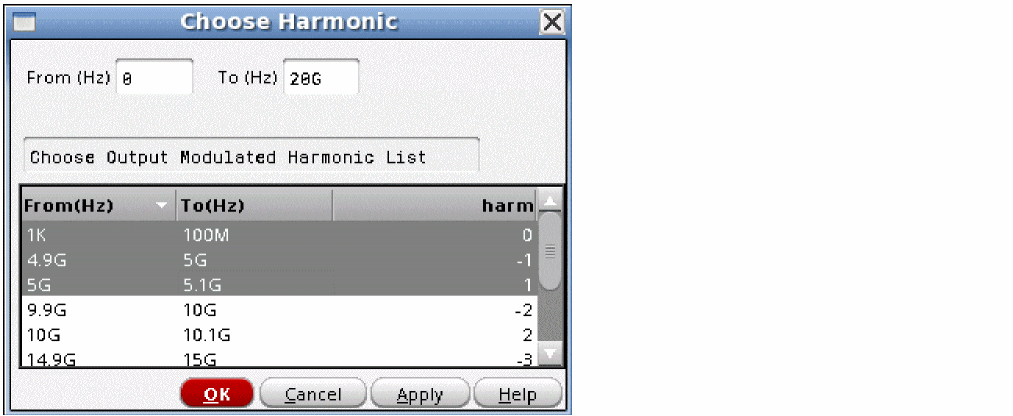 Choose Harmonic
From (Hz) 0 To (Hz) 20G
Choose Output Modulated Harmonic List
From(Hz) To(Hz) harm
1K 100M 0
4.9G 5G -1
5G 5.1G 1
9.9G 10G -2
10G 10.1G 2
14.9G 15G -3
OK Cancel Apply Help